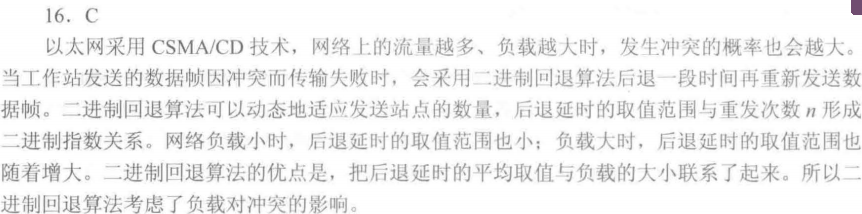 16．C
以太网采用 CSMA/CD 技术，网络上的流量越多、负载越大时，发生冲突的概率也会越大。
当工作站发送的数据帧因冲突而传输失败时，会采用二进制回退算法后退一段时间再重新发送数
据帧。二进制回退算法可以动态地适应发送站点的数量，后退延时的取值范围与重发次数 n 形成
二进制指数关系。网络负载小时，后退延时的取值范围也小；负载大时，后退延时的取值范围也
随着增大。二进制回退算法的优点是，把后退延时的平均取值与负载的大小联系了起来。所以二
进制回退算法考虑了负载对冲突的影响。